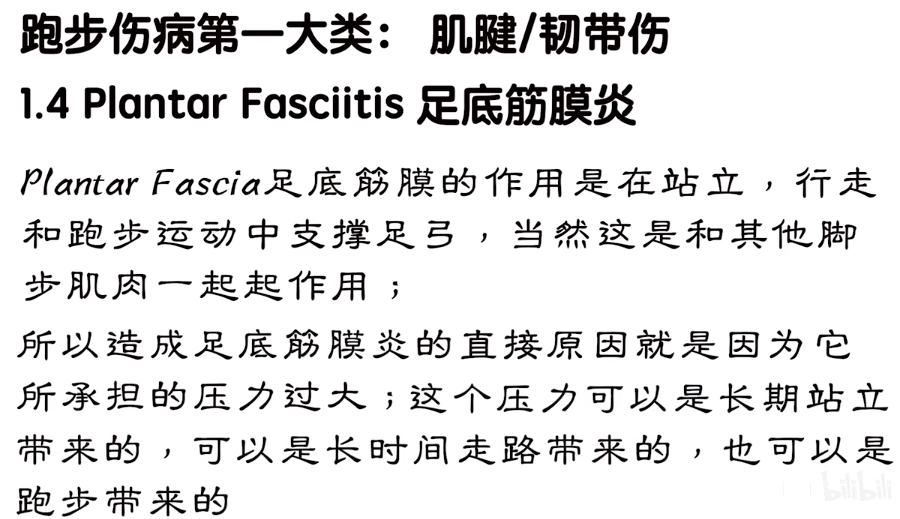 跑步伤病第一大类： 肌腱/韧带伤
1.4 Plantar Fasciitis 足底筋膜炎
Plantar Fascia足底筋膜的作用是在站立，行走
和跑步运动中支撑足弓，当然这是和其他脚
步肌肉一起起作用；
所以造成足底筋膜炎的直接原因就是因为它
所承担的压力过大；这个压力可以是长期站立
带来的，可以是长时间走路带来的，也可以是
跑步带来的
bilibili